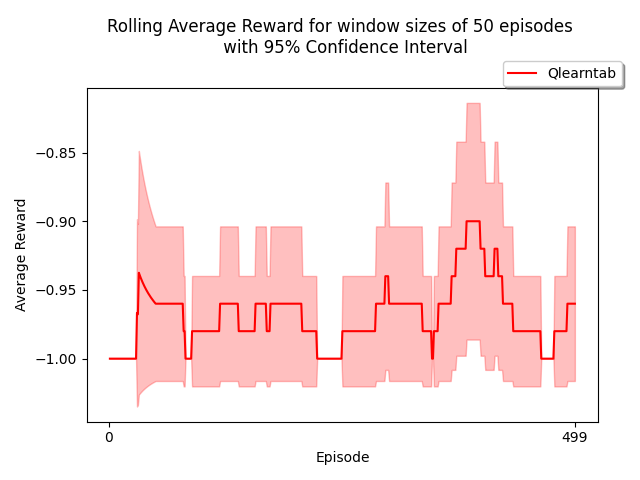 Rolling Average Reward for window sizes of 50 episodes
with 95% Confidence Interval
Qlearntab
Average Reward
−0.85
−0.90
−0.95
−1.00
0
499
Episode